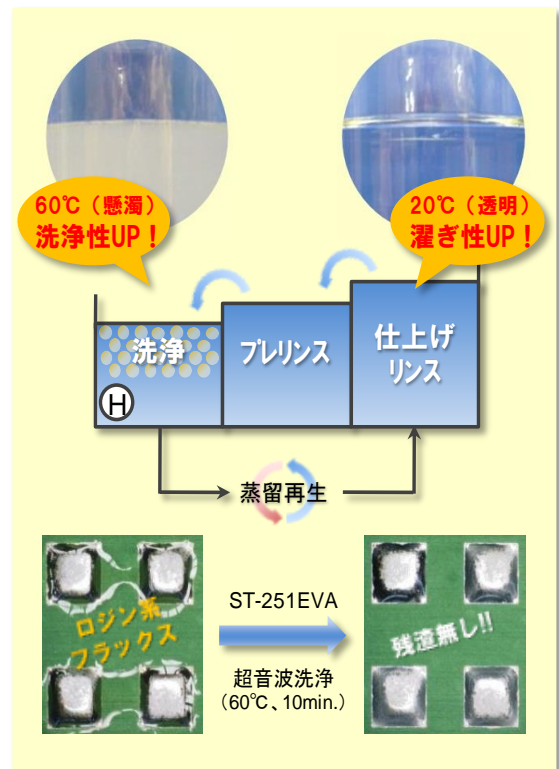 60℃（懸濁）
洗浄性UP！
20℃（透明）
濯ぎ性UP！
洗浄
プレリンス
仕上げ
リンス
H
蒸留再生
ロジン系
フラックス
ST-251EVA
超音波洗浄
（60℃、10min.）
残渣無し!!